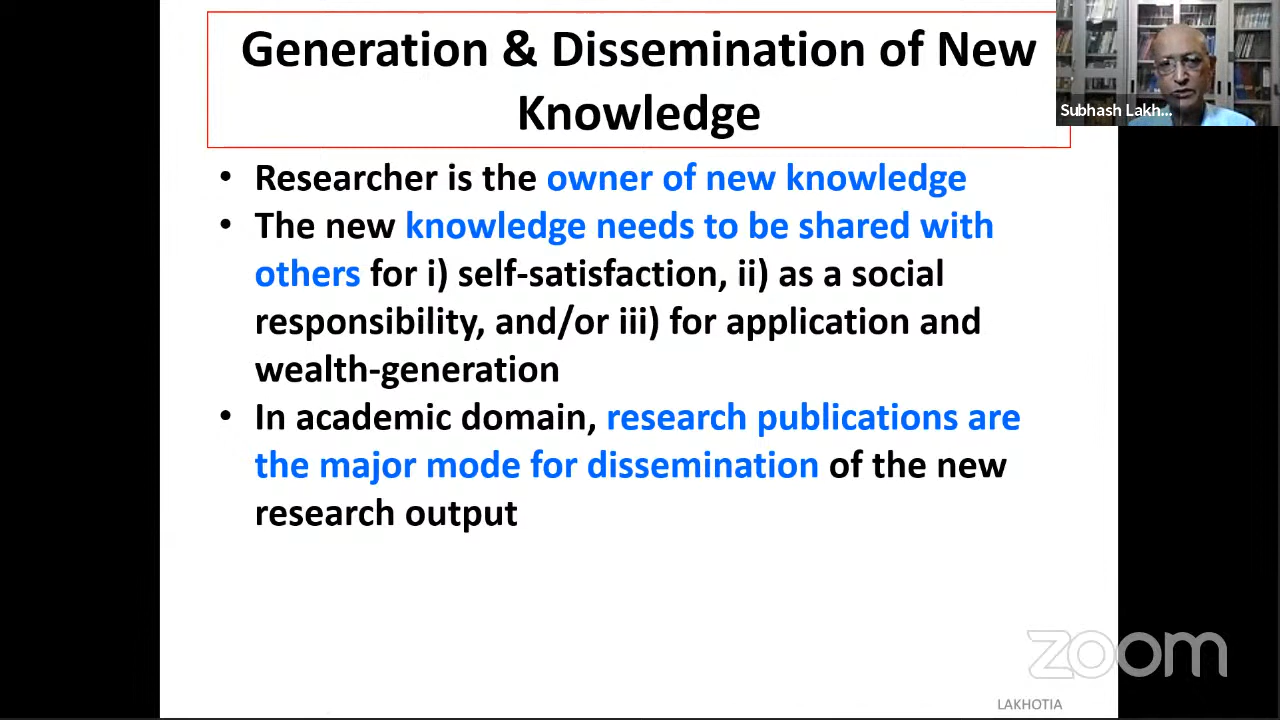 Generation & Dissemination of New
Knowledge
Subhash Lakh...
• Researcher is the owner of new knowledge
• The new knowledge needs to be shared with
others for i) self-satisfaction, ii) as a social
responsibility, and/or iii) for application and
wealth-generation
• In academic domain, research publications are
the major mode for dissemination of the new
research output
zoom
LAKHOTIA